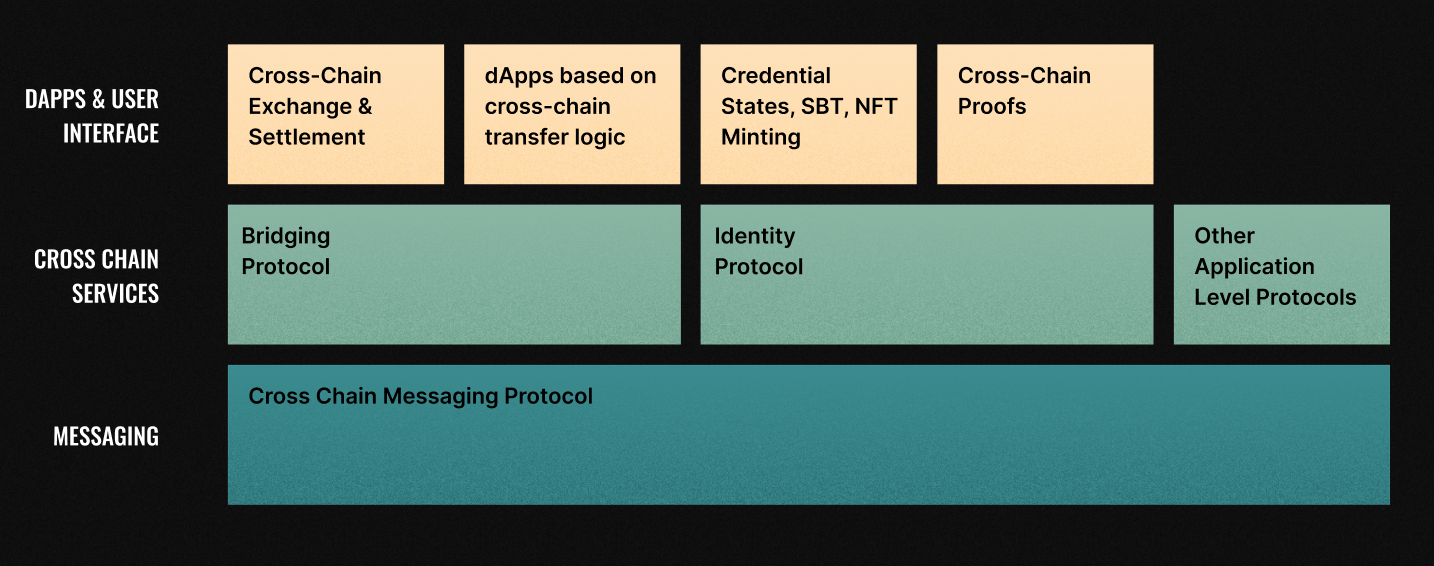 DAPPS & USER
INTERFACE
Cross-Chain
Exchange &
Settlement
dApps based on
cross-chain
transfer logic
Credential
States, SBT, NFT
Minting
Cross-Chain
Proofs
CROSS CHAIN
SERVICES
Bridging
Protocol
Identity
Protocol
Other
Application
Level Protocols
MESSAGING
Cross Chain Messaging Protocol